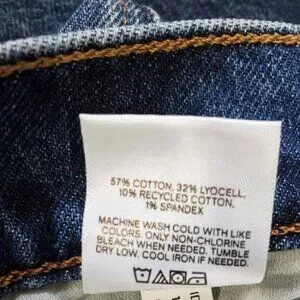 57% COTTON, 32% LYOCELL,
10% RECYCLED COTTON,
1% SPANDEX
MACHINE WASH COLD WITH LIKE
COLORS. ONLY NON-CHLORINE
BLEACH WHEN NEEDED. TUMBLE
DRY LOW. COOL IRON IF NEEDED.